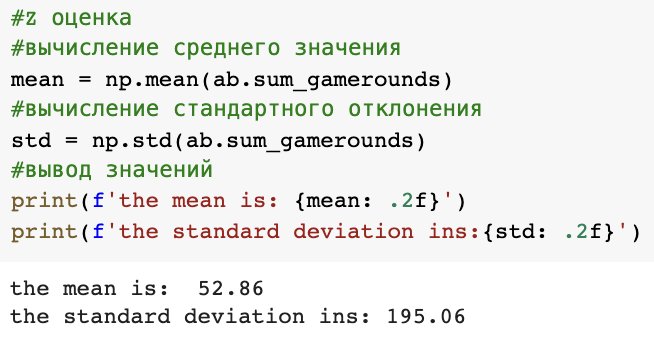 #z оценка
#вычисление среднего значения
mean = np.mean(ab.sum_gamerounds)
#вычисление стандартного отклонения
std = np.std(ab.sum_gamerounds)
#вывод значений
print(f'the mean is: {mean: .2f}')
print(f'the standard deviation ins:{std: .2f}')
the mean is:  52.86
the standard deviation ins: 195.06